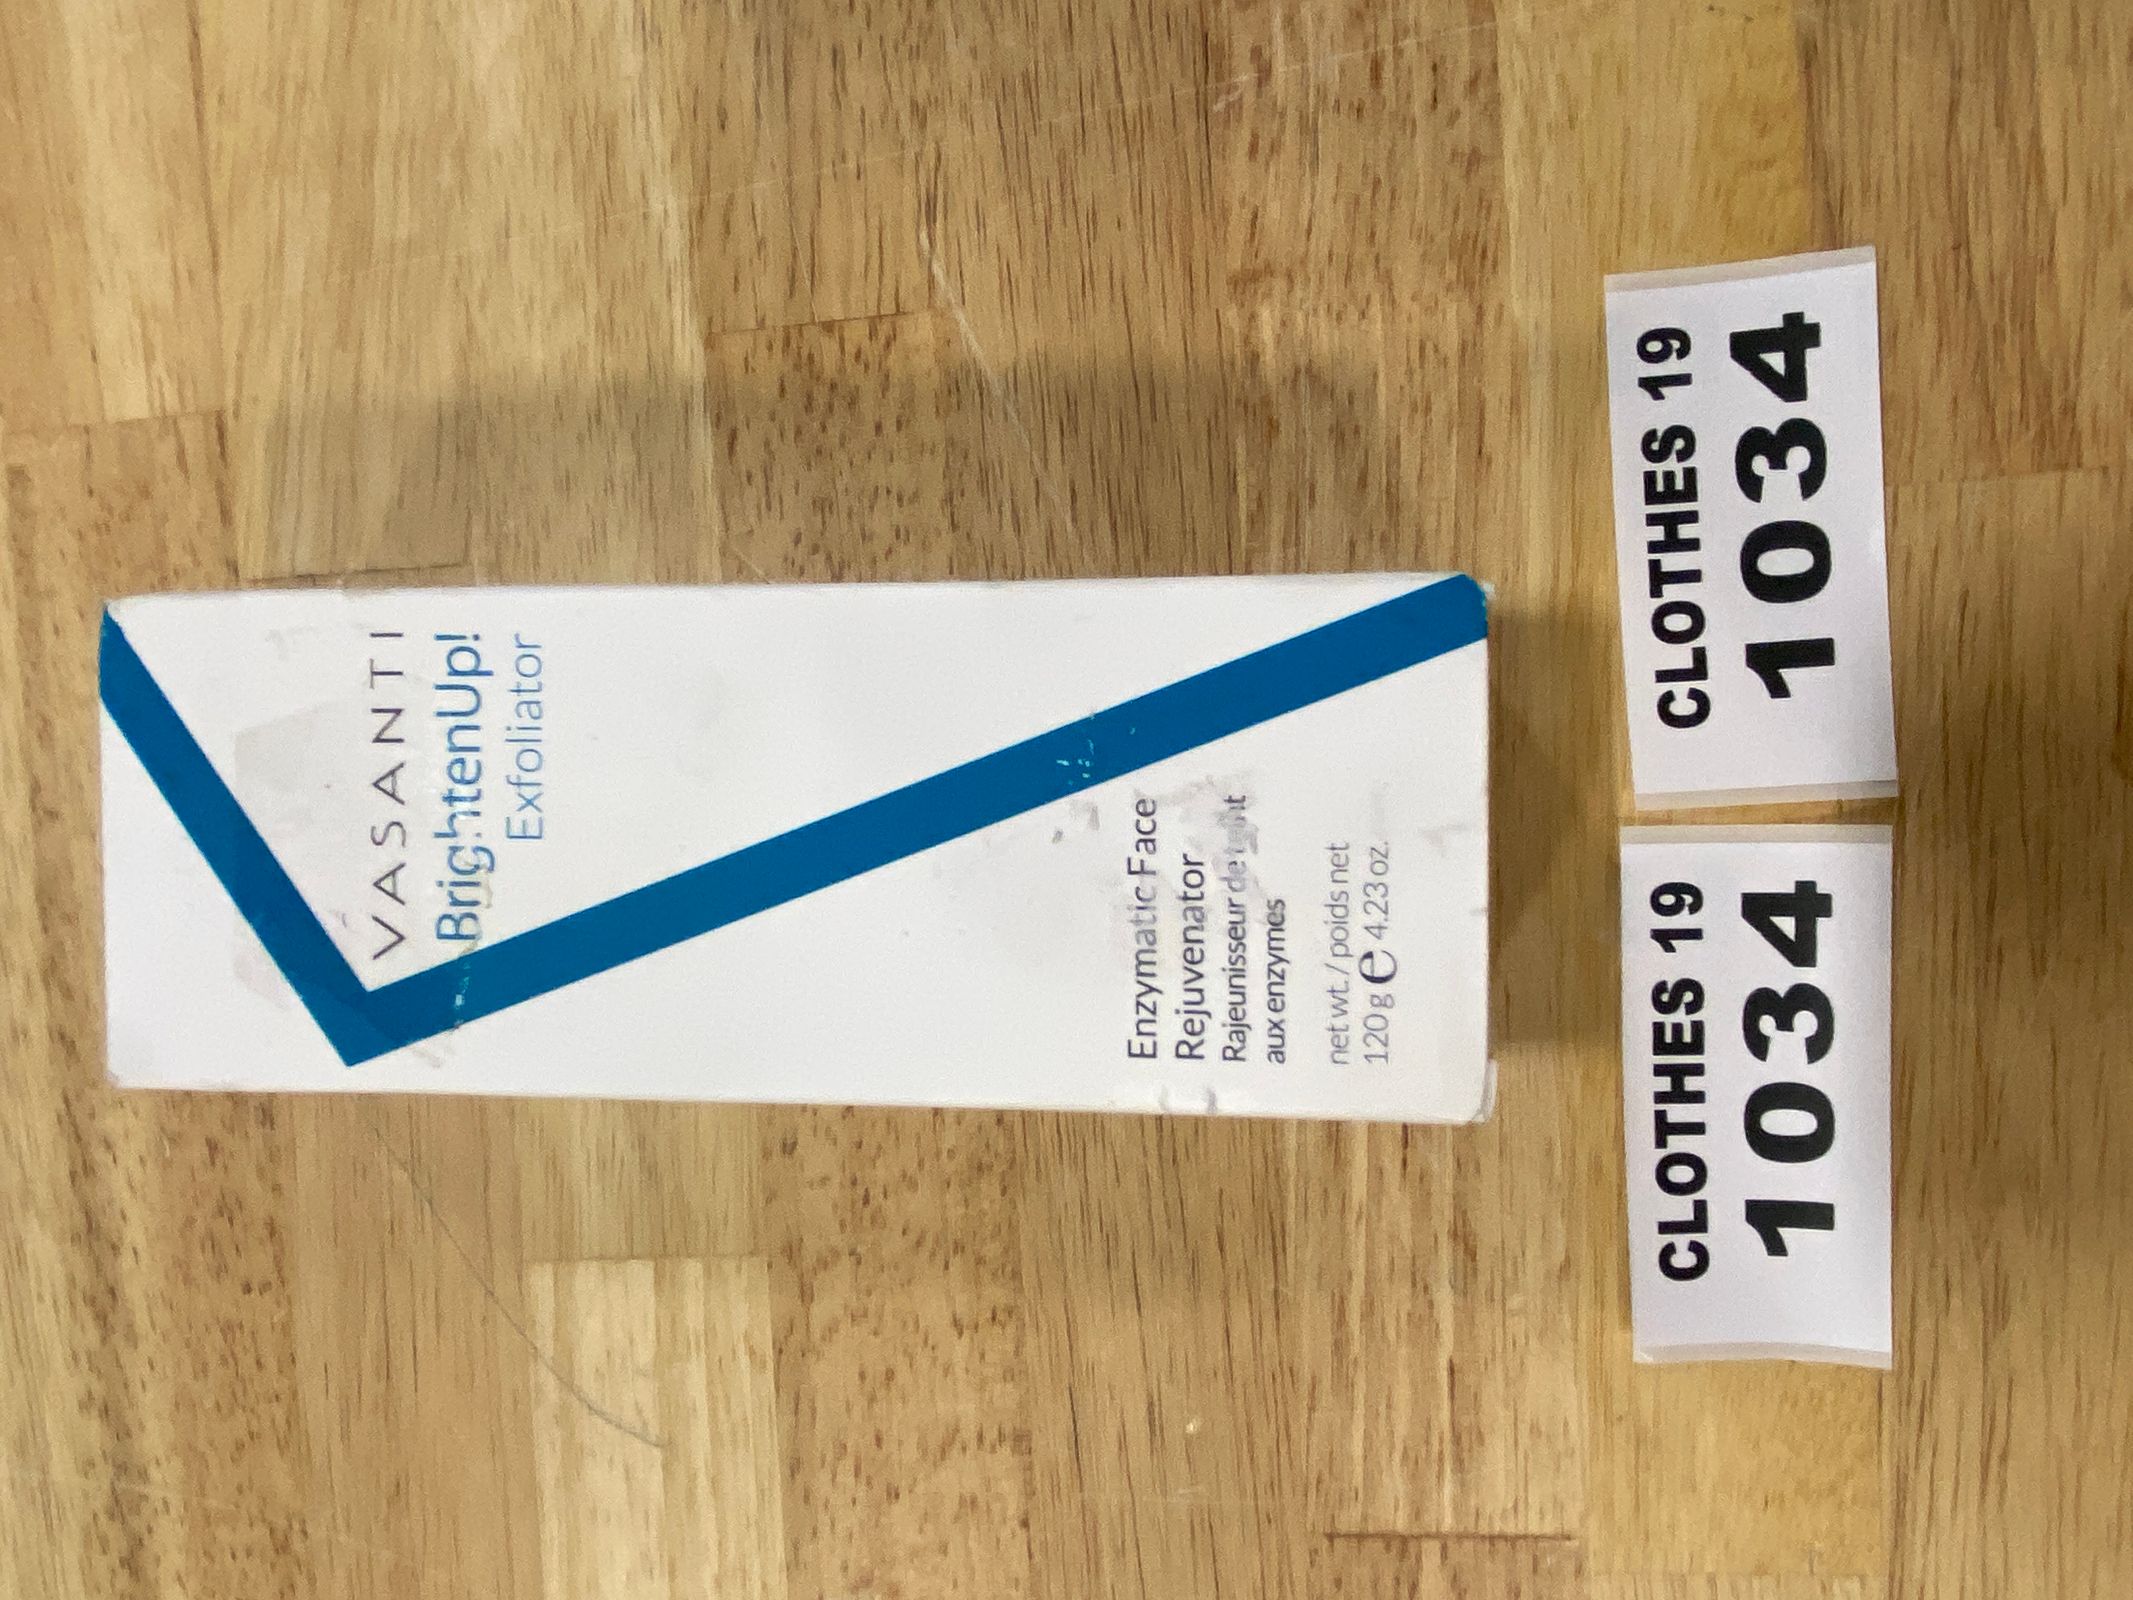 VASANTI
BrightenUp!
Exfoliator
Enzymatic Face
Rejuvenator
Rajeunisseur de teint
aux enzymes
net wt. / poids net
120 g e 4.23 oz.
CLOTHES 19
1034
CLOTHES 19
1034